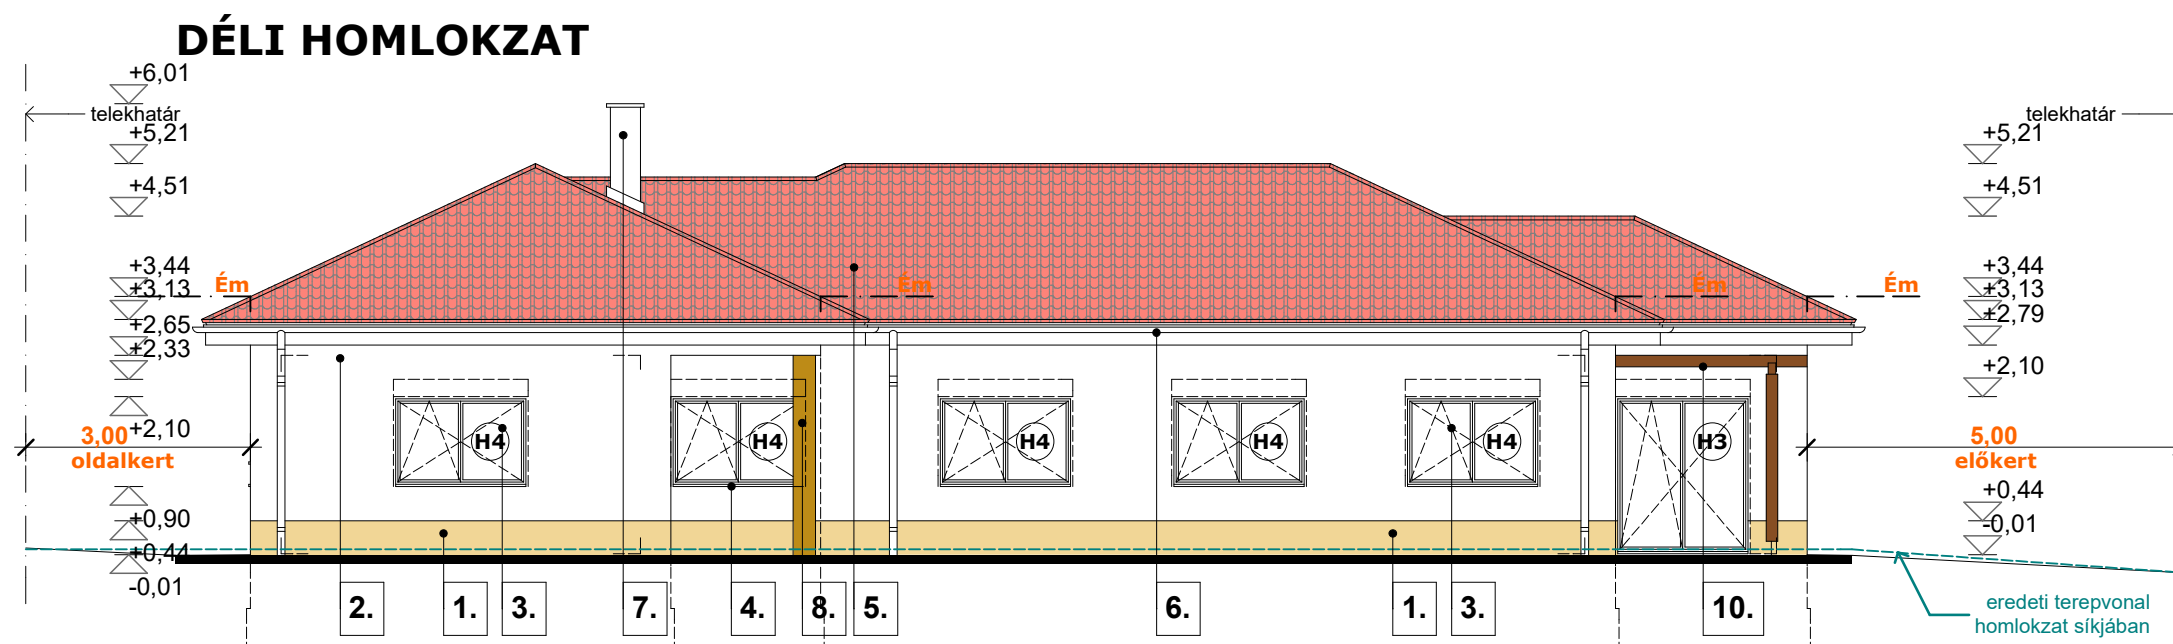 DÉLI HOMLOKZAT
+6,01
telekhatár
+5,21
+4,51
+3,44
+3,13
+2,65
+2,33
+2,10
+0,90
+0,44
-0,01
3,00
oldalkert
Ém
Ém
Ém
Ém
H4
H4
H4
H4
H4
H3
telekhatár
+5,21
+4,51
+3,44
+3,13
+2,79
+2,10
5,00
előkert
+0,44
-0,01
2.
1.
3.
7.
4.
8.
5.
6.
1.
3.
10.
eredeti terepvonal
homlokzat síkjában